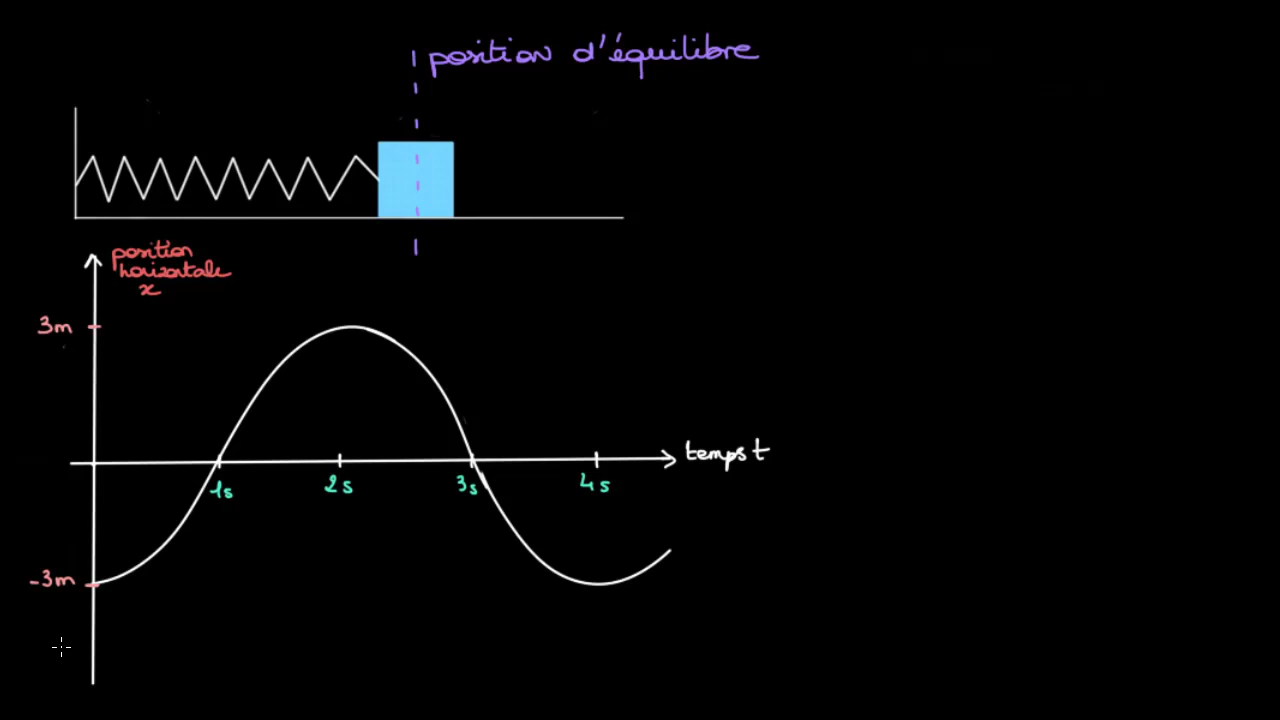 position d'équilibre
position
horizontale
x
3m
temps t
1s 2s 3s 4s
-3m